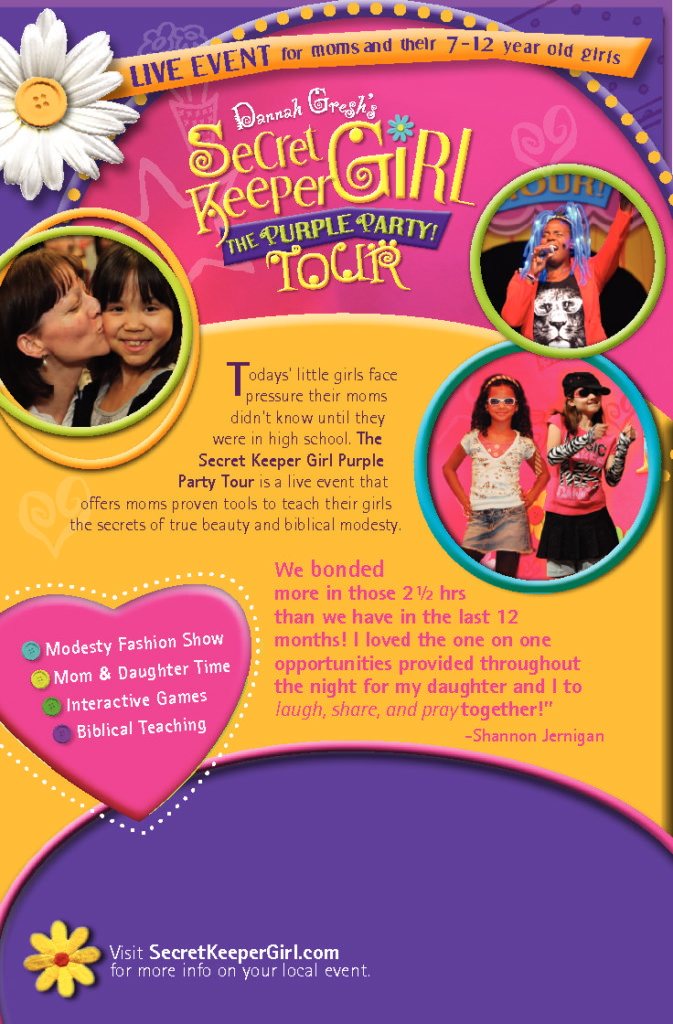 LIVE EVENT for moms and their 7-12 year old girls
Dannah Gresh's
Secret
Keeper GIRL
THE PURPLE PARTY!
TOUR
TOUR!
Todays' little girls face
pressure their moms
didn't know until they
were in high school. The
Secret Keeper Girl Purple
Party Tour is a live event that
offers moms proven tools to teach their girls
the secrets of true beauty and biblical modesty.
We bonded
more in those 2 ½ hrs
than we have in the last 12
months! I loved the one on one
opportunities provided throughout
the night for my daughter and I to
laugh, share, and pray together!”
-Shannon Jernigan
Modesty Fashion Show
Mom & Daughter Time
Interactive Games
Biblical Teaching
Visit SecretKeeperGirl.com
for more info on your local event.